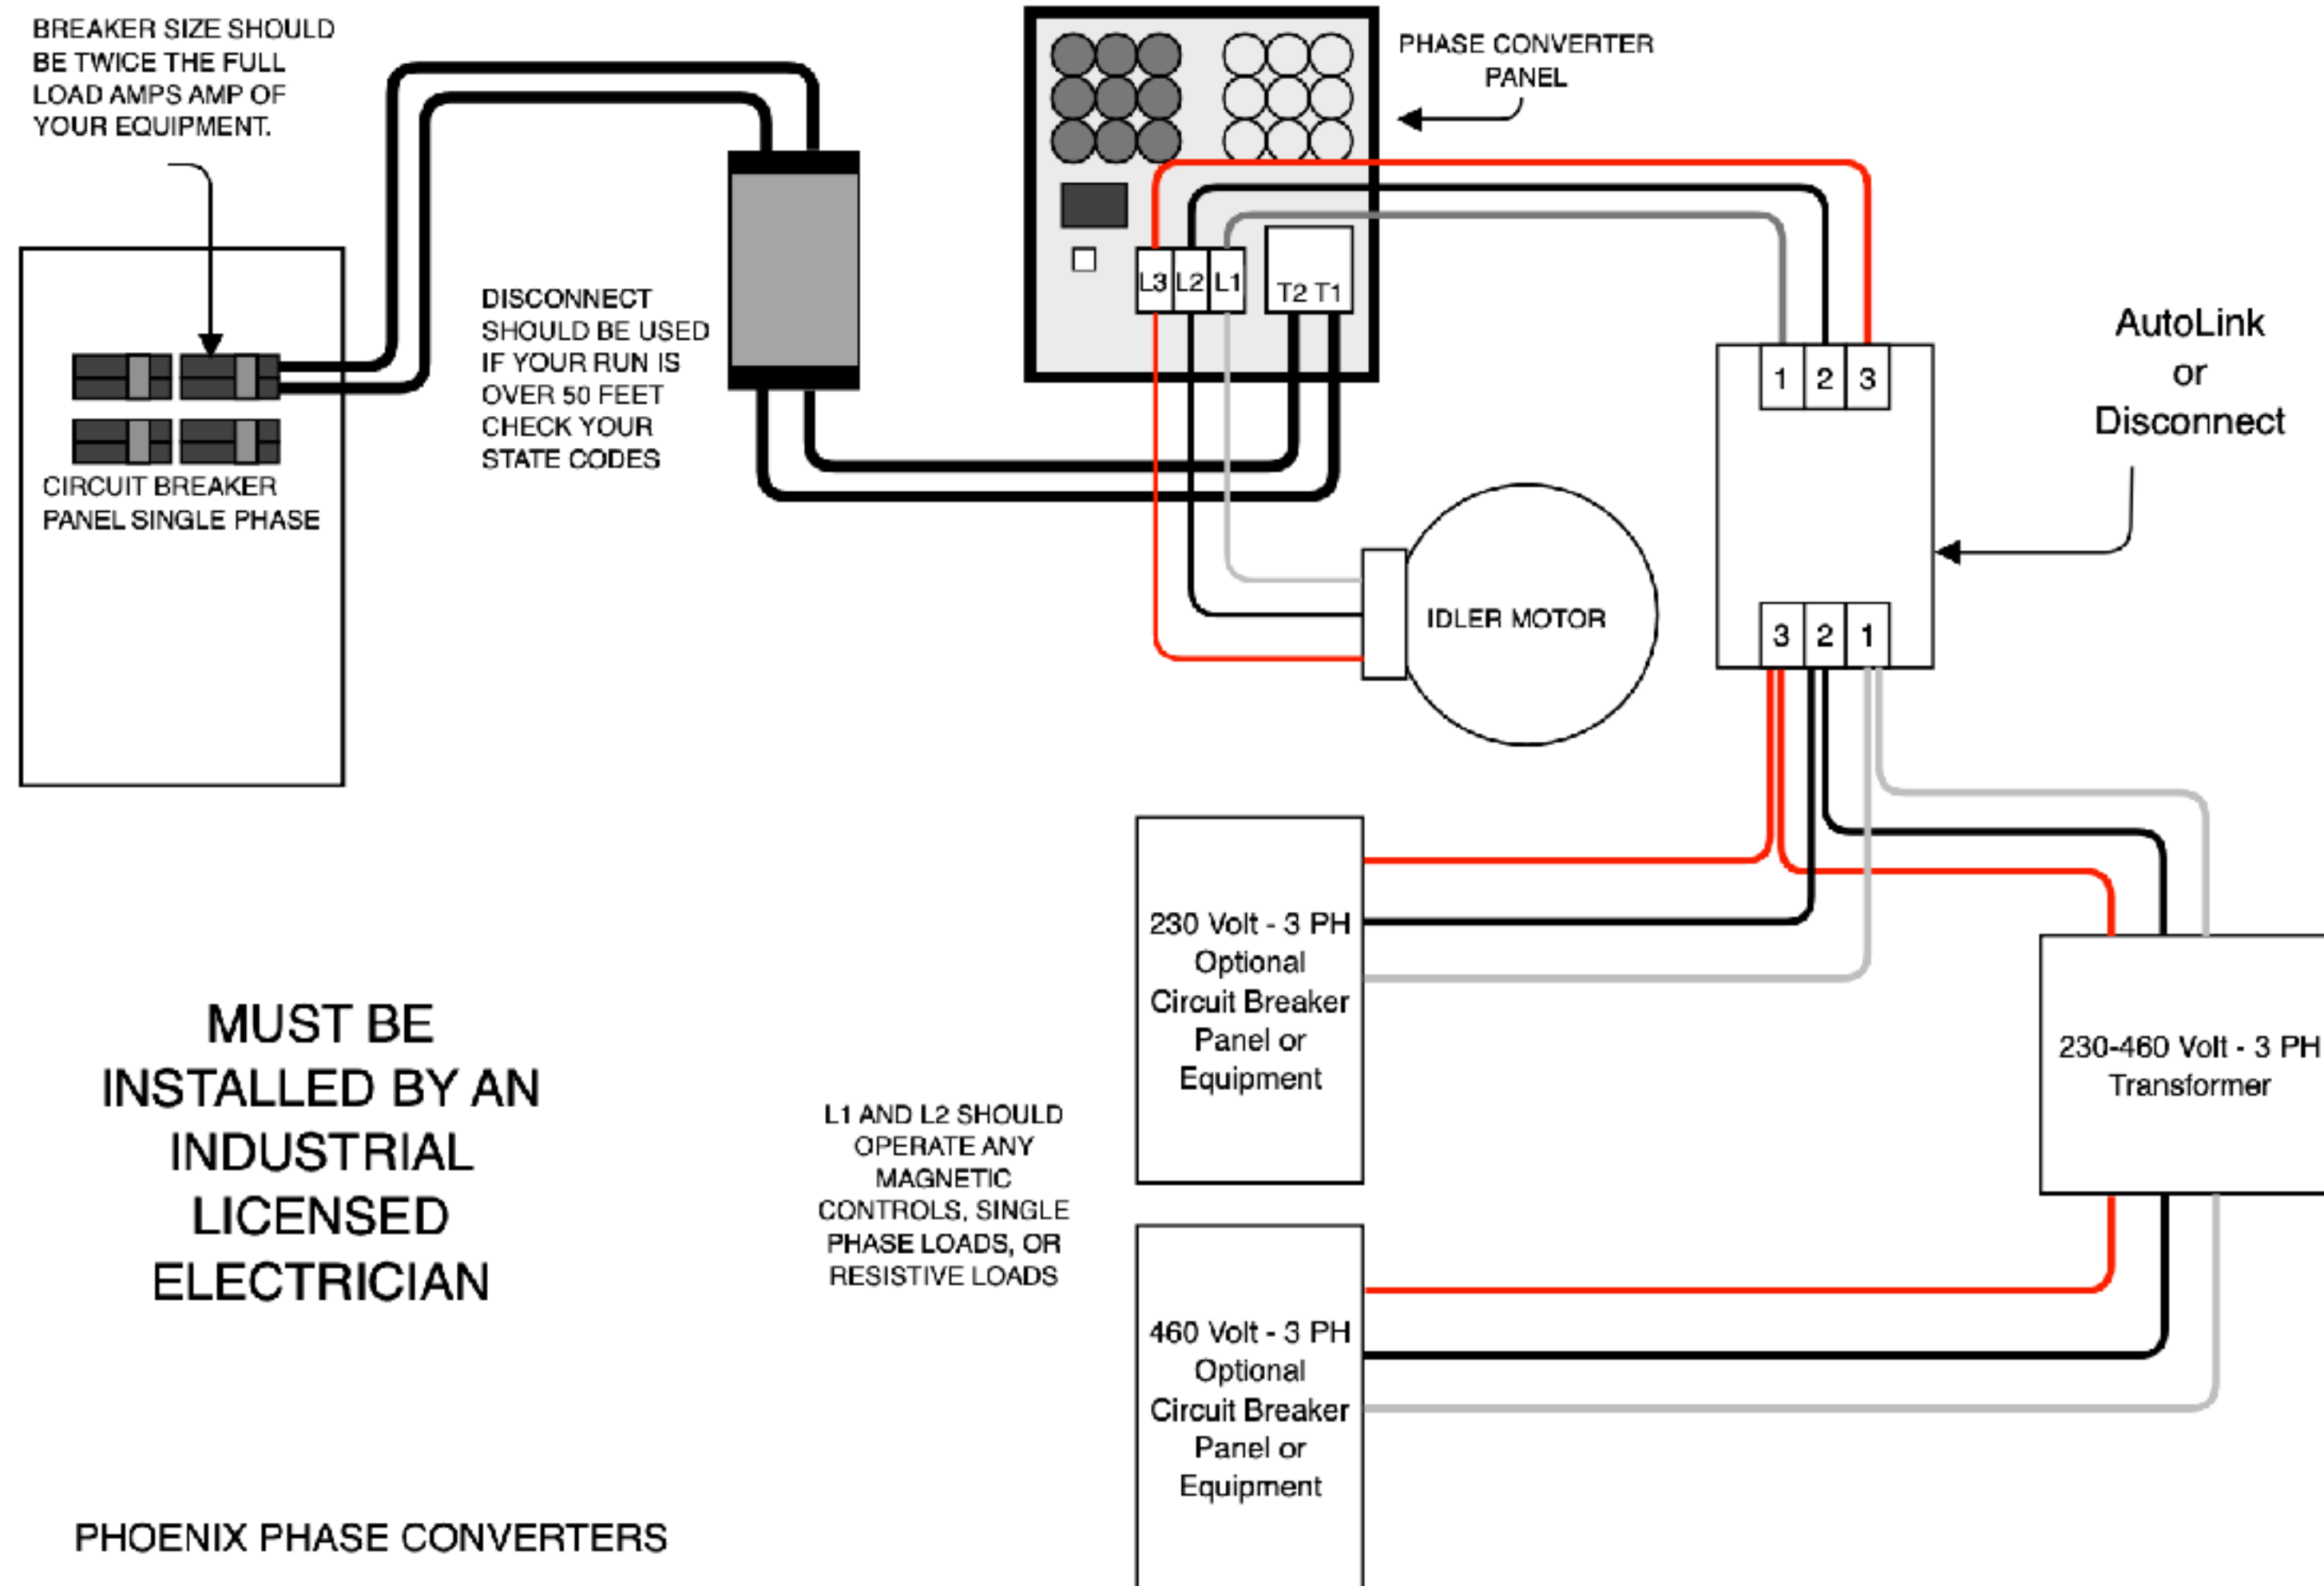 BREAKER SIZE SHOULD
BE TWICE THE FULL
LOAD AMPS AMP OF
YOUR EQUIPMENT.
PHASE CONVERTER
PANEL
L3 L2 L1
T2 T1
DISCONNECT
SHOULD BE USED
IF YOUR RUN IS
OVER 50 FEET
CHECK YOUR
STATE CODES
AutoLink
or
Disconnect
1 2 3
CIRCUIT BREAKER
PANEL SINGLE PHASE
IDLER MOTOR
3 2 1
230 Volt - 3 PH
Optional
Circuit Breaker
Panel or
Equipment
230-460 Volt - 3 PH
Transformer
MUST BE
INSTALLED BY AN
INDUSTRIAL
LICENSED
ELECTRICIAN
L1 AND L2 SHOULD
OPERATE ANY
MAGNETIC
CONTROLS, SINGLE
PHASE LOADS, OR
RESISTIVE LOADS
460 Volt - 3 PH
Optional
Circuit Breaker
Panel or
Equipment
PHOENIX PHASE CONVERTERS